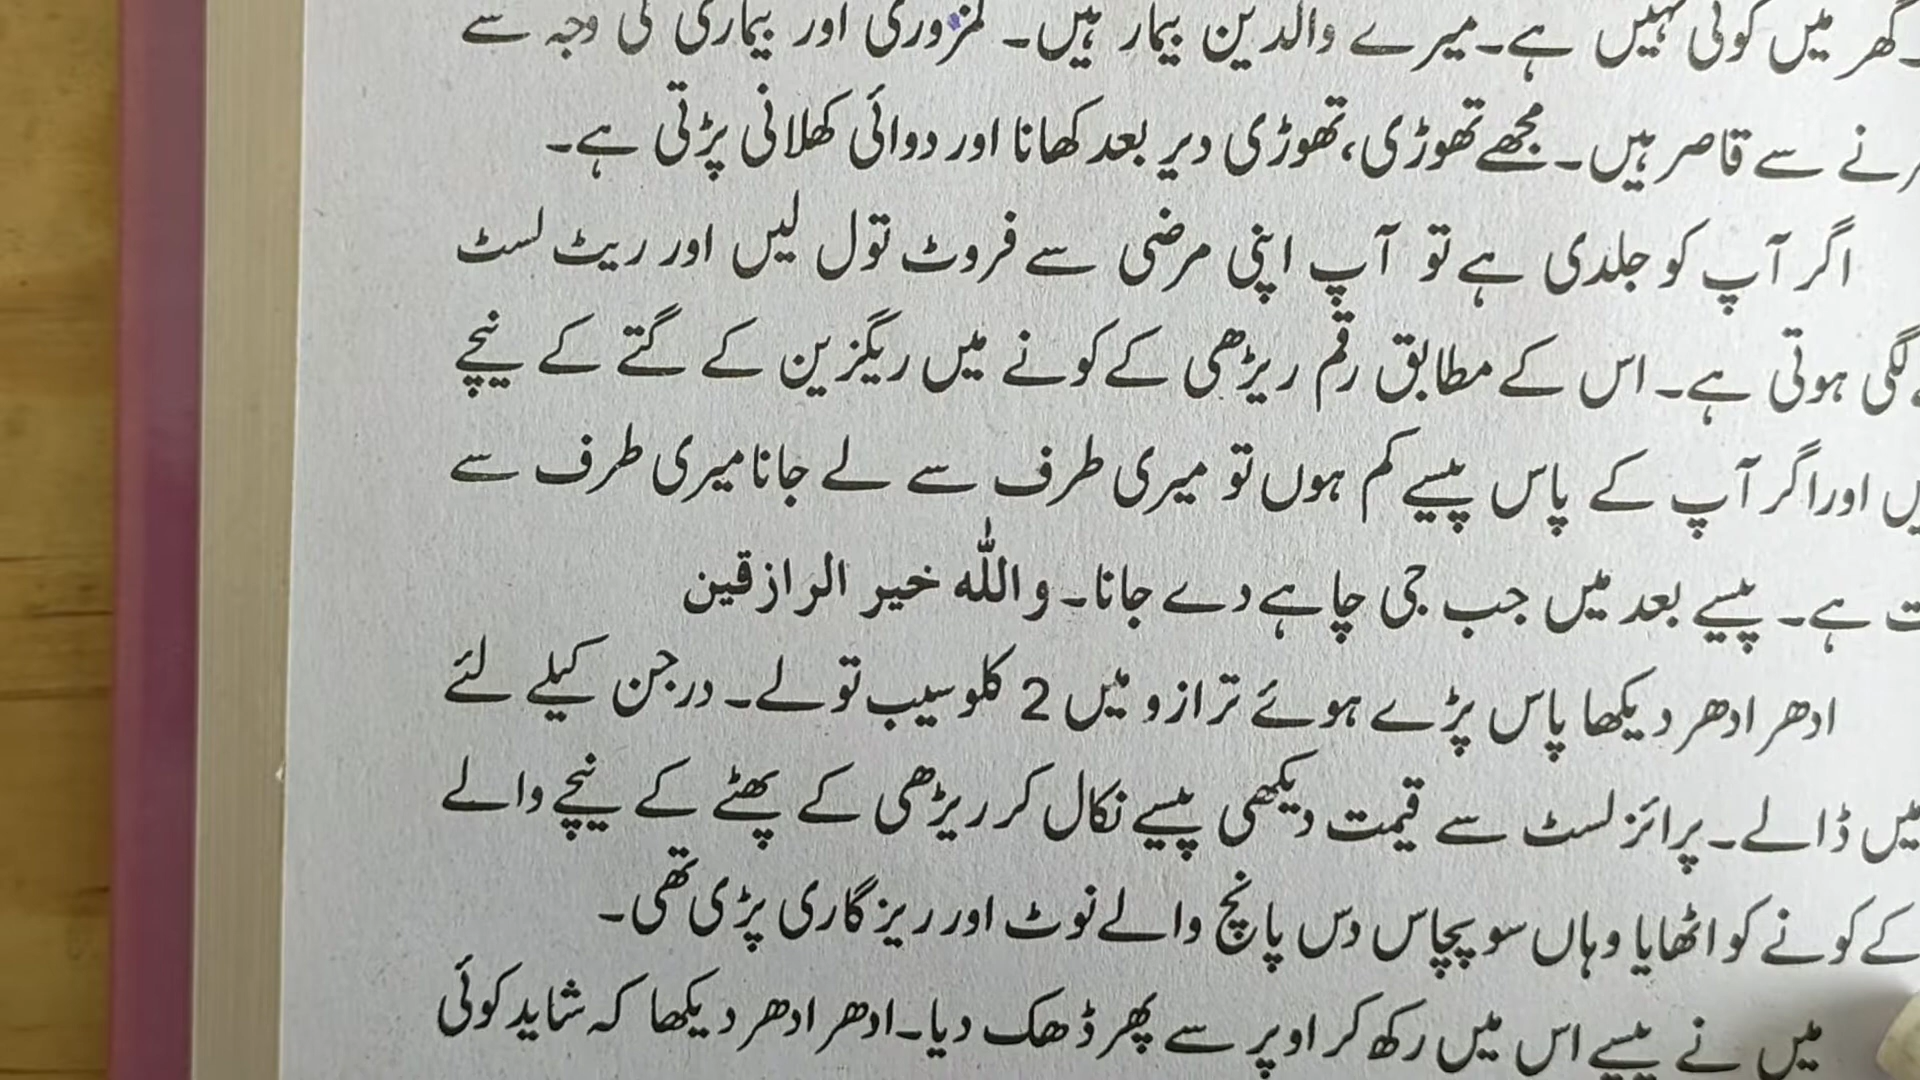 گھر میں کوئی نہیں ہے۔ میرے والدین بیمار ہیں۔ کمزوری اور بیماری کی وجہ سے
نے سے قاصر ہیں۔ مجھے تھوڑی، تھوڑی دیر بعد کھانا اور دوائی کھلانی پڑتی ہے۔
اگر آپ کو جلدی ہے تو آپ اپنی مرضی سے فروٹ تول لیں اور ریٹ لسٹ
لگی ہوتی ہے۔ اس کے مطابق رقم ریڑھی کے کونے میں ریگزین کے گتے کے نیچے
اور اگر آپ کے پاس پیسے کم ہوں تو میری طرف سے لے جانا میری طرف سے
ہے۔ پیسے بعد میں جب جی چاہے دے جانا۔ واللّٰہ خیر الرازقین
ادھر ادھر دیکھا پاس پڑے ہوئے ترازو میں 2 کلو سیب تولے۔ درجن کیلے لئے
میں ڈالے۔ پرائز لسٹ سے قیمت دیکھی پیسے نکال کر ریڑھی کے پھٹے کے نیچے والے
کے کونے کو اٹھایا وہاں سو پچاس دس پانچ والے نوٹ اور ریزگاری پڑی تھی۔
میں نے پیسے اس میں رکھ کر اوپر سے پھر ڈھک دیا۔ ادھر ادھر دیکھا کہ شاید کوئی